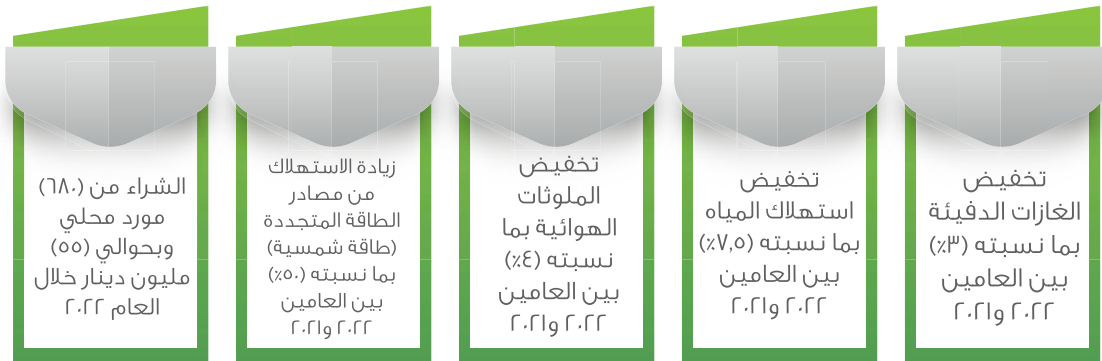 تخفيض
الغازات الدفيئة
بما نسبته (٣٪)
بين العامين
٢٠٢٢ و٢٠٢١
تخفيض
استهلاك المياه
بما نسبته (٧,٥٪)
بين العامين
٢٠٢٢ و٢٠٢١
تخفيض
الملوثات
الهوائية بما
نسبته (٤٪)
بين العامين
٢٠٢٢ و٢٠٢١
زيادة الاستهلاك
من مصادر
الطاقة المتجددة
(طاقة شمسية)
بما نسبته (٥٠٪)
بين العامين
٢٠٢٢ و٢٠٢١
الشراء من (٦٨٠)
مورد محلي
وبحوالي (٥٥)
مليون دينار خلال
العام ٢٠٢٢